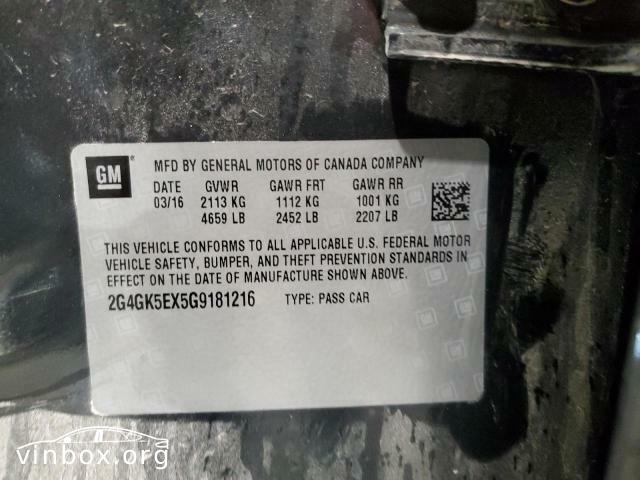 GM
MFD BY GENERAL MOTORS OF CANADA COMPANY
DATE GVWR GAWR FRT GAWR RR
03/16 2113 KG 1112 KG 1001 KG
4659 LB 2452 LB 2207 LB
THIS VEHICLE CONFORMS TO ALL APPLICABLE U.S. FEDERAL MOTOR
VEHICLE SAFETY, BUMPER, AND THEFT PREVENTION STANDARDS IN
EFFECT ON THE DATE OF MANUFACTURE SHOWN ABOVE.
2G4GK5EX5G9181216 TYPE: PASS CAR
vinbox.org